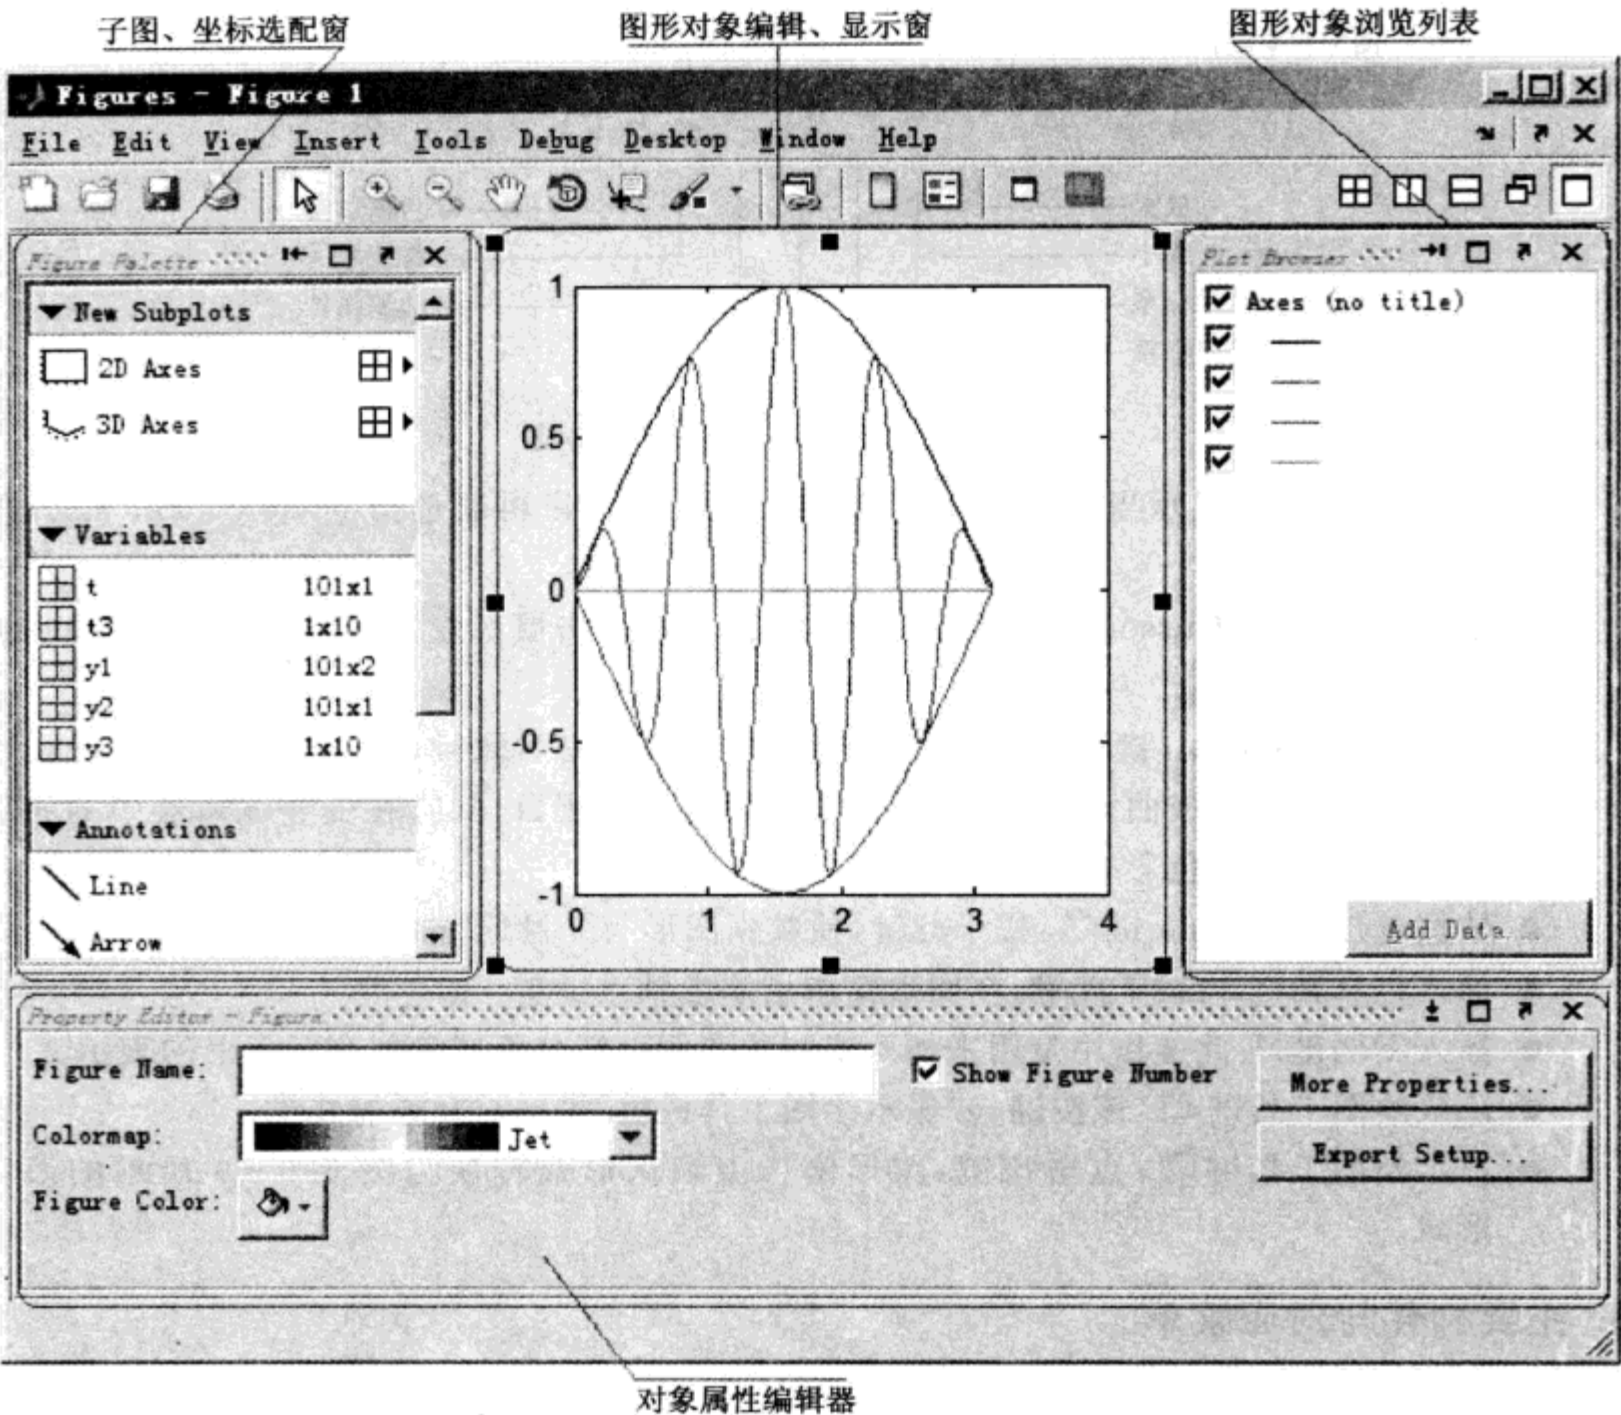 子图、坐标选配窗
图形对象编辑、显示窗
图形对象浏览列表
Figures - Figure 1
File Edit View Insert Tools Debug Desktop Window Help
Figure Palette
New Subplots
2D Axes
3D Axes
Variables
t 101x1
t3 1x10
y1 101x2
y2 101x1
y3 1x10
Annotations
Line
Arrow
1
0.5
0
-0.5
-1
0 1 2 3 4
Plot Browser
Axes (no title)
Add Data...
Property Editor - Figure
Figure Name:
Show Figure Number
More Properties...
Colormap:
Jet
Export Setup...
Figure Color:
对象属性编辑器